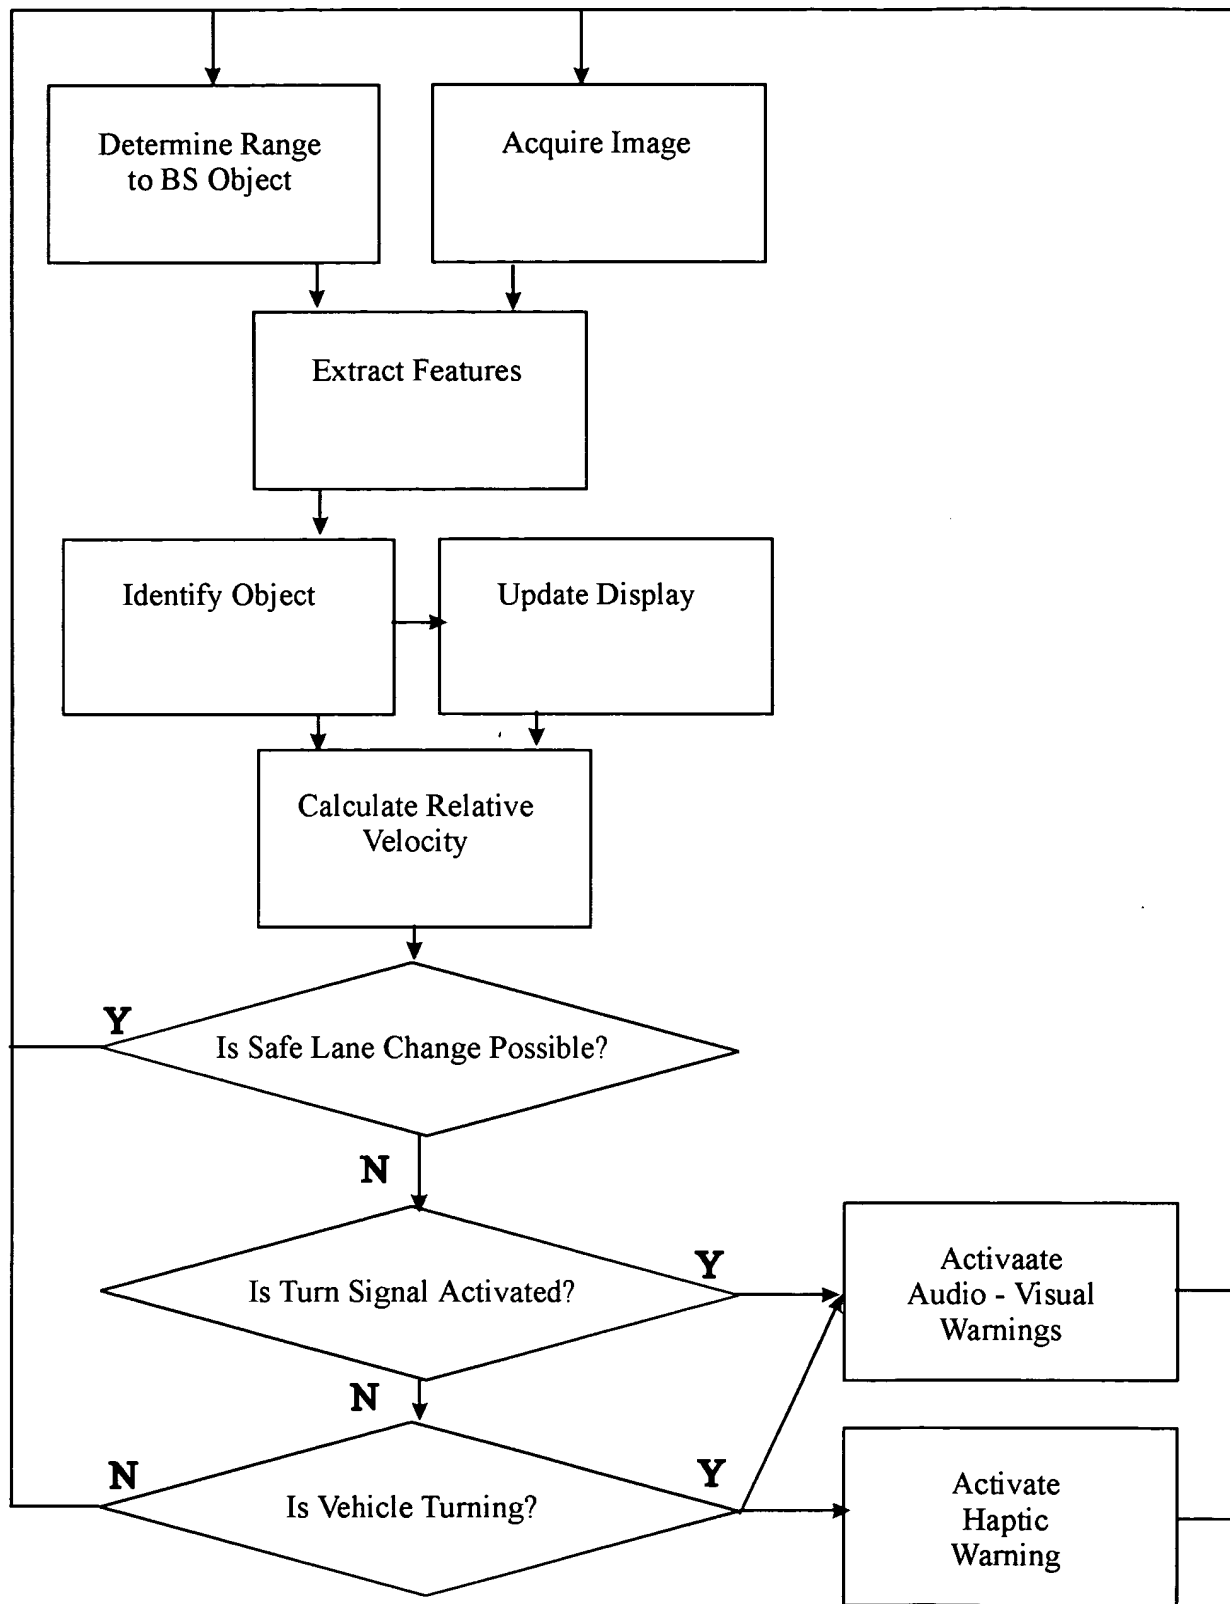 Determine Range
to BS Object
Acquire Image
Extract Features
Identify Object
Update Display
Calculate Relative
Velocity
Y
Is Safe Lane Change Possible?
N
Is Turn Signal Activated?
Y
Activaate
Audio - Visual
Warnings
N
N
Is Vehicle Turning?
Y
Activate
Haptic
Warning